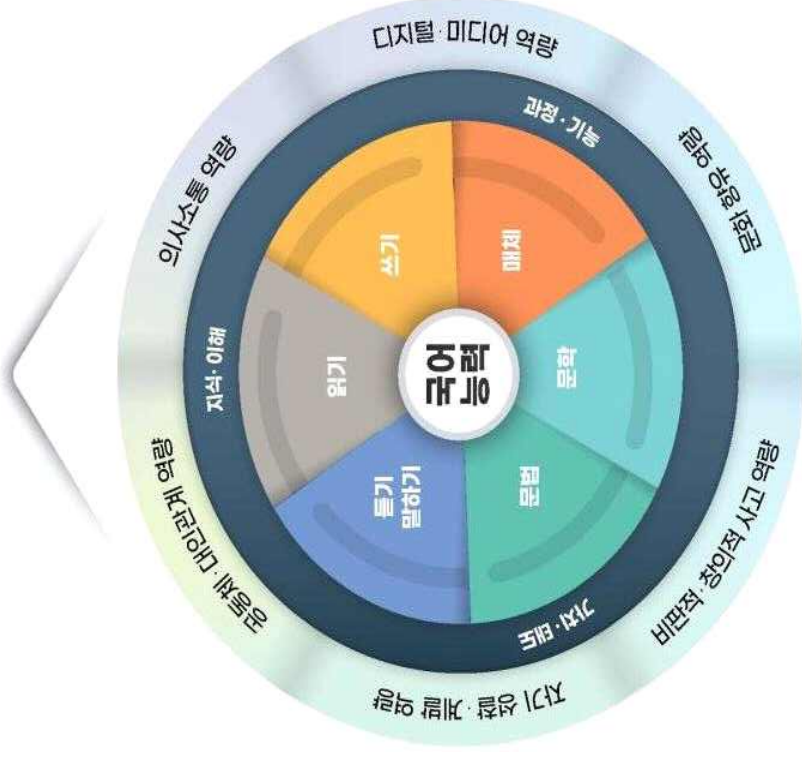 디지털·미디어 역량
문화 향유 역량
비판적·창의적 사고 역량
자기 성찰·계발 역량
공동체·대인관계 역량
의사소통 역량
과정·기능
가치·태도
지식·이해
쓰기
매체
문학
문법
듣기
말하기
읽기
국어
능력